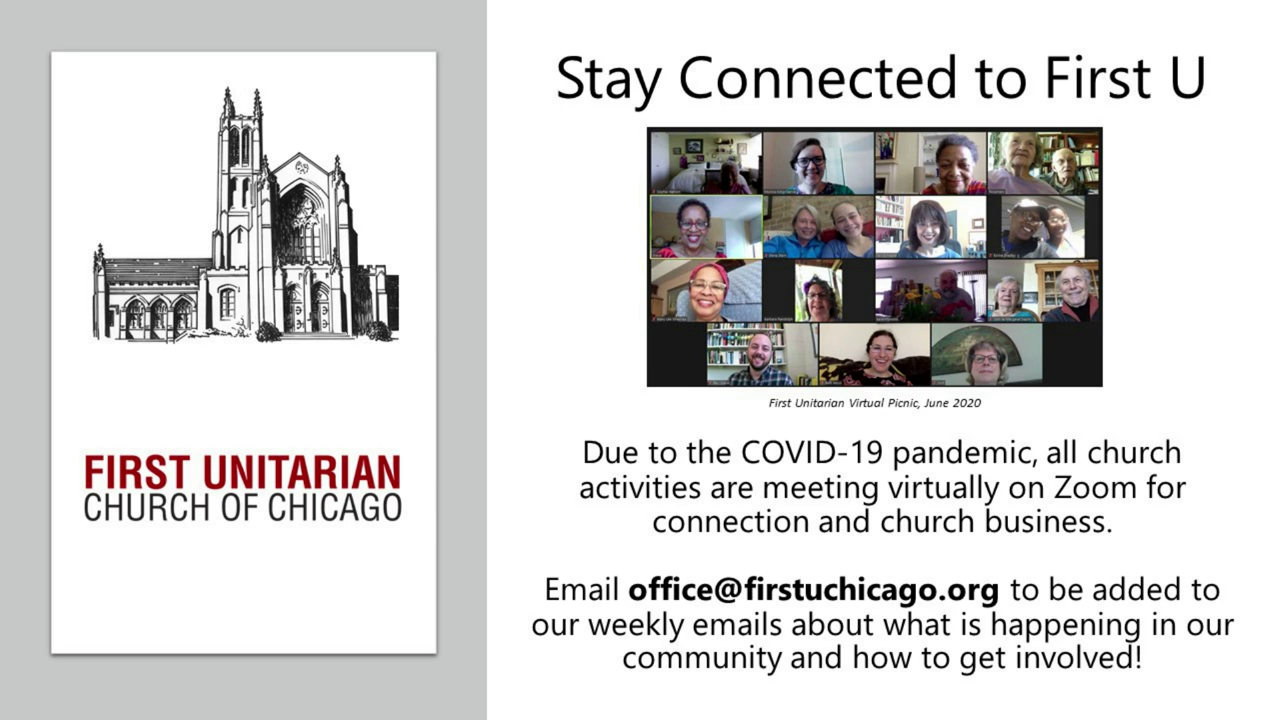 FIRST UNITARIAN
CHURCH OF CHICAGO
Stay Connected to First U
First Unitarian Virtual Picnic, June 2020
Due to the COVID-19 pandemic, all church
activities are meeting virtually on Zoom for
connection and church business.
Email office@firstuchicago.org to be added to
our weekly emails about what is happening in our
community and how to get involved!